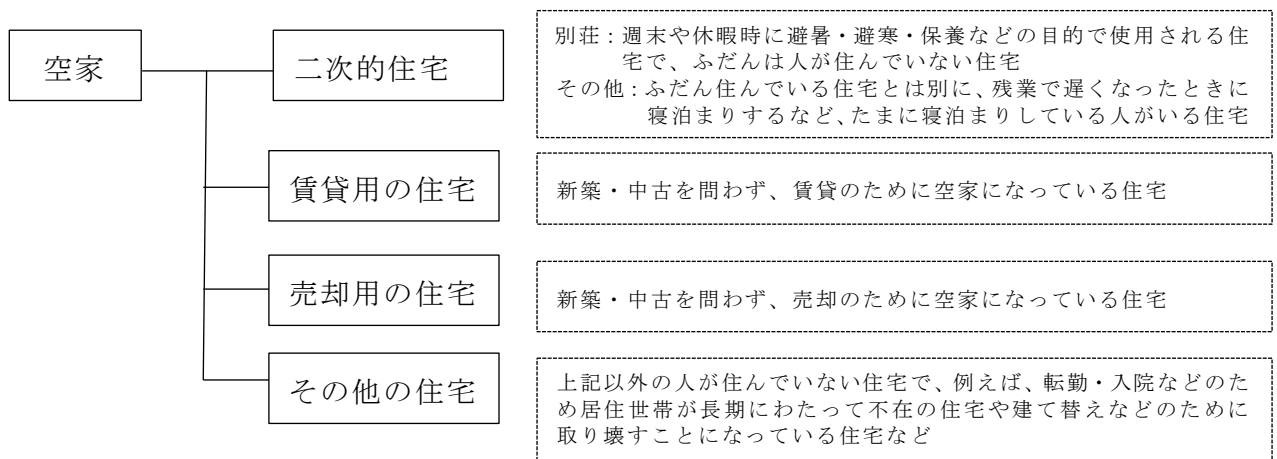 空家
二次的住宅
別荘：週末や休暇時に避暑・避寒・保養などの目的で使用される住
宅で、ふだんは人が住んでいない住宅
その他：ふだん住んでいる住宅とは別に、残業で遅くなったときに
寝泊まりするなど、たまに寝泊まりしている人がいる住宅
賃貸用の住宅
新築・中古を問わず、賃貸のために空家になっている住宅
売却用の住宅
新築・中古を問わず、売却のために空家になっている住宅
その他の住宅
上記以外の人が住んでいない住宅で、例えば、転勤・入院などのた
め居住世帯が長期にわたって不在の住宅や建て替えなどのために
取り壊すことになっている住宅など